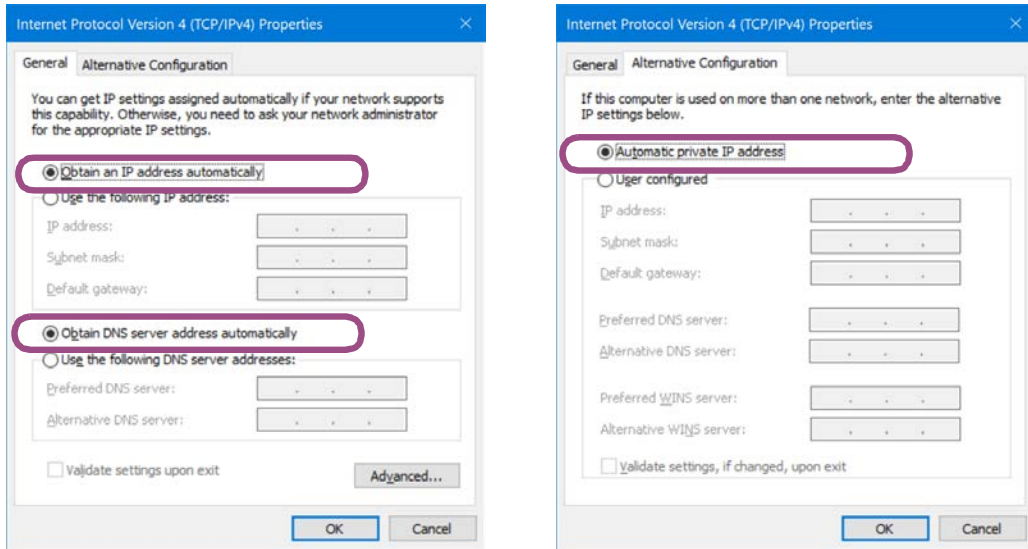 Internet Protocol Version 4 (TCP/IPv4) Properties
General
Alternative Configuration
You can get IP settings assigned automatically if your network supports
this capability. Otherwise, you need to ask your network administrator
for the appropriate IP settings.
Obtain an IP address automatically
Use the following IP address:
IP address:
Subnet mask:
Default gateway:
Obtain DNS server address automatically
Use the following DNS server addresses:
Preferred DNS server:
Alternative DNS server:
Validate settings upon exit
Advanced...
OK
Cancel
Internet Protocol Version 4 (TCP/IPv4) Properties
General
Alternative Configuration
If this computer is used on more than one network, enter the alternative
IP settings below.
Automatic private IP address
User configured
IP address:
Subnet mask:
Default gateway:
Preferred DNS server:
Alternative DNS server:
Preferred WINS server:
Alternative WINS server:
Validate settings, if changed, upon exit
OK
Cancel